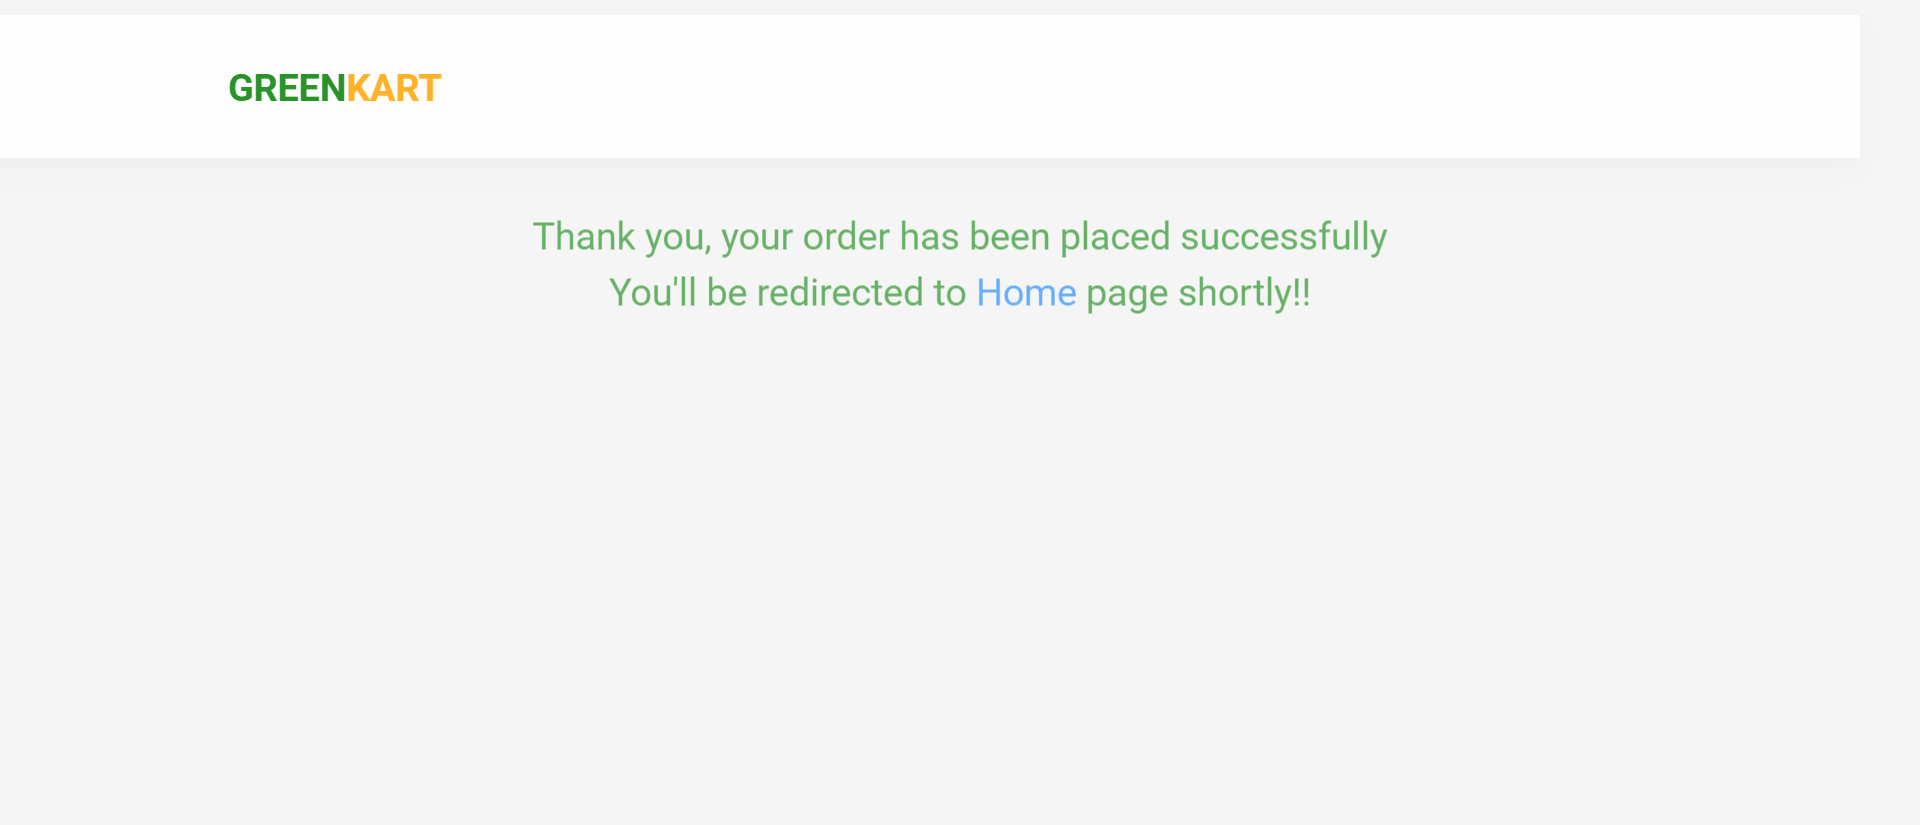 GREENKART
Thank you, your order has been placed successfully
You'll be redirected to Home page shortly!!